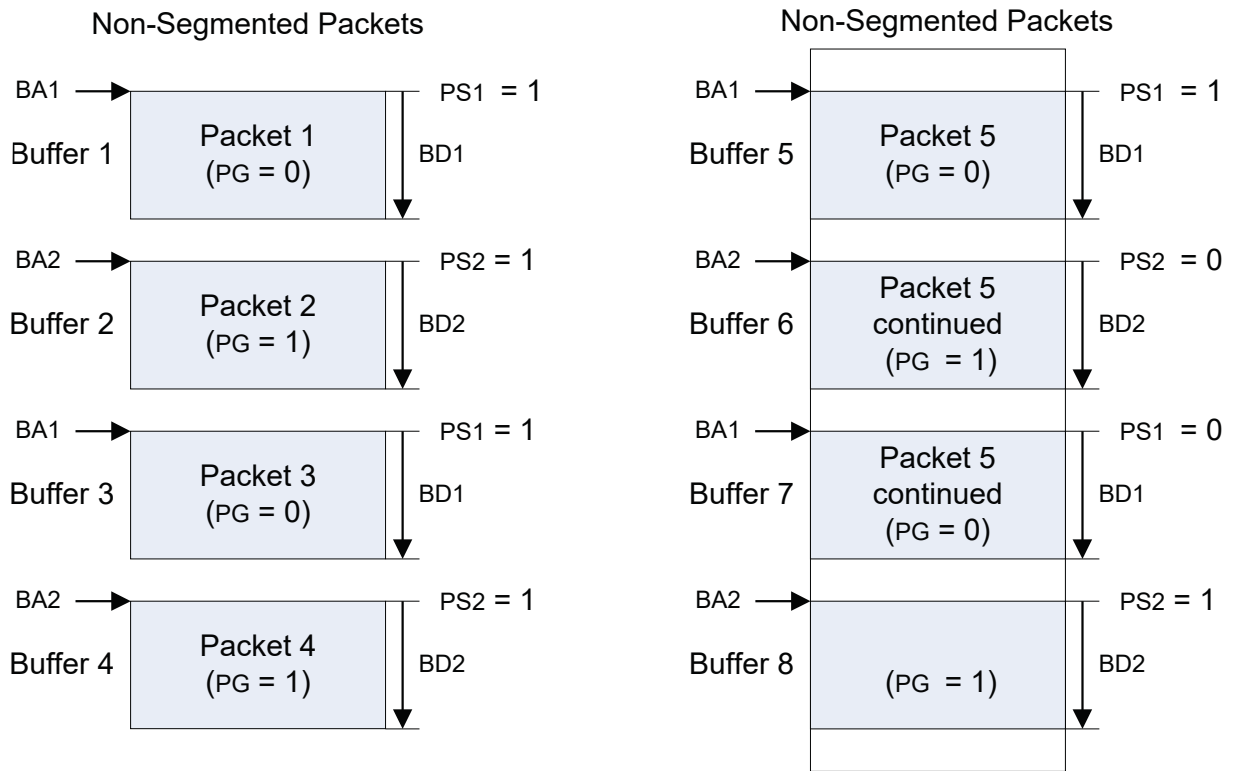 Non-Segmented Packets
BA1
PS1 = 1
Packet 1
(PG = 0)
Buffer 1
BD1
BA2
PS2 = 1
Packet 2
(PG = 1)
Buffer 2
BD2
BA1
PS1 = 1
Packet 3
(PG = 0)
Buffer 3
BD1
BA2
PS2 = 1
Packet 4
(PG = 1)
Buffer 4
BD2
Non-Segmented Packets
BA1
PS1 = 1
Packet 5
(PG = 0)
Buffer 5
BD1
BA2
PS2 = 0
Packet 5
continued
(PG = 1)
Buffer 6
BD2
BA1
PS1 = 0
Packet 5
continued
(PG = 0)
Buffer 7
BD1
BA2
PS2 = 1
Buffer 8
(PG = 1)
BD2